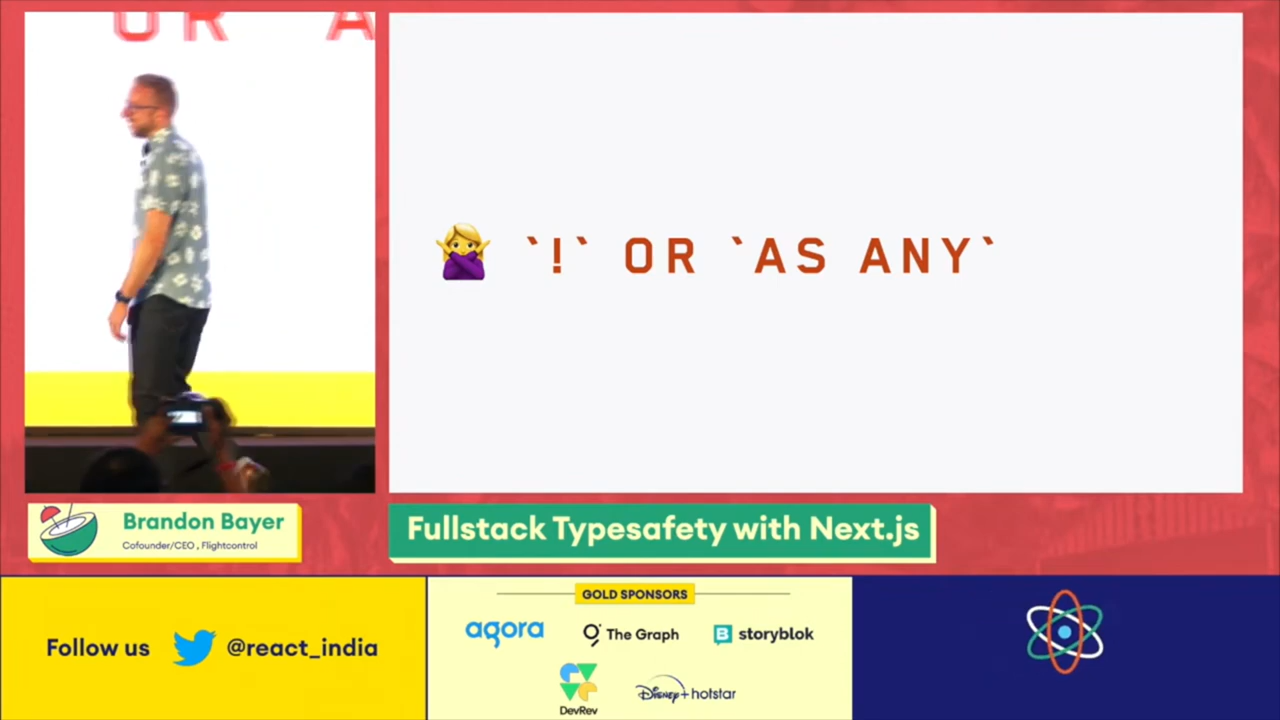 OR A
`!` OR `AS ANY`
Brandon Bayer
Cofounder/CEO , Flightcontrol
Fullstack Typesafety with Next.js
Follow us @react_india
GOLD SPONSORS
agora The Graph storyblok
DevRev Disney+ hotstar